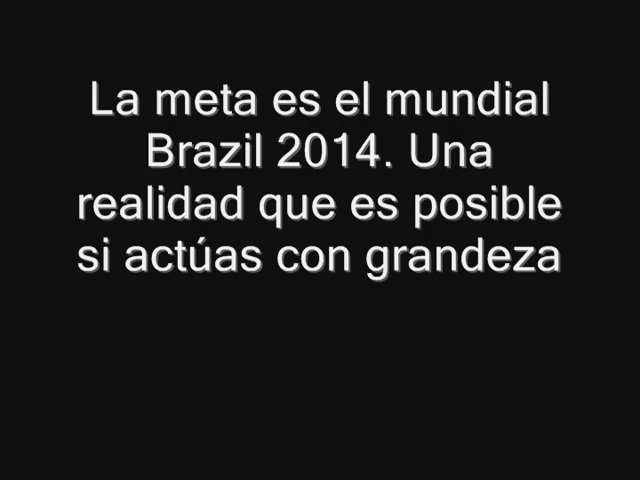 La meta es el mundial
Brazil 2014. Una
realidad que es posible
si actúas con grandeza